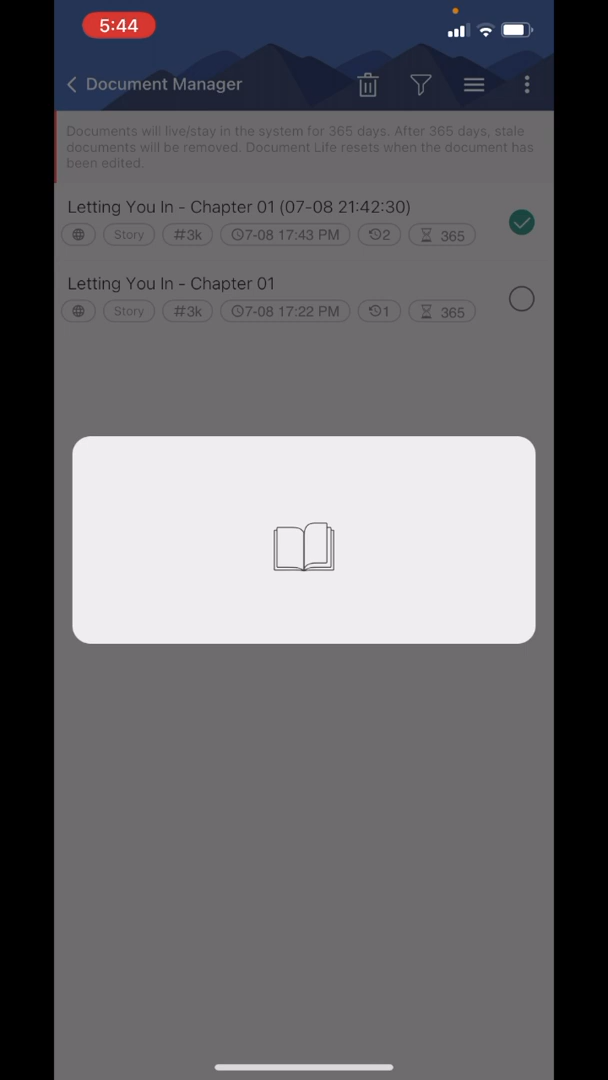 5:44
Document Manager
Documents will live/stay in the system for 365 days. After 365 days, stale
documents will be removed. Document Life resets when the document has
been edited.
Letting You In - Chapter 01 (07-08 21:42:30)
Story #3k 7-08 17:43 PM 2 365
Letting You In - Chapter 01
Story #3k 7-08 17:22 PM 1 365